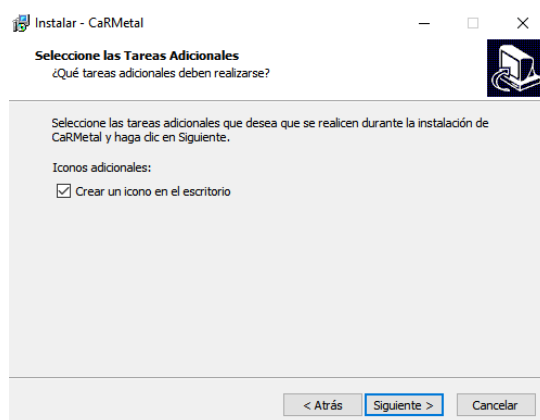 Instalar - CaRMetal
Seleccione las Tareas Adicionales
¿Qué tareas adicionales deben realizarse?
Seleccione las tareas adicionales que desea que se realicen durante la instalación de
CaRMetal y haga clic en Siguiente.
Iconos adicionales:
Crear un icono en el escritorio
< Atrás
Siguiente >
Cancelar